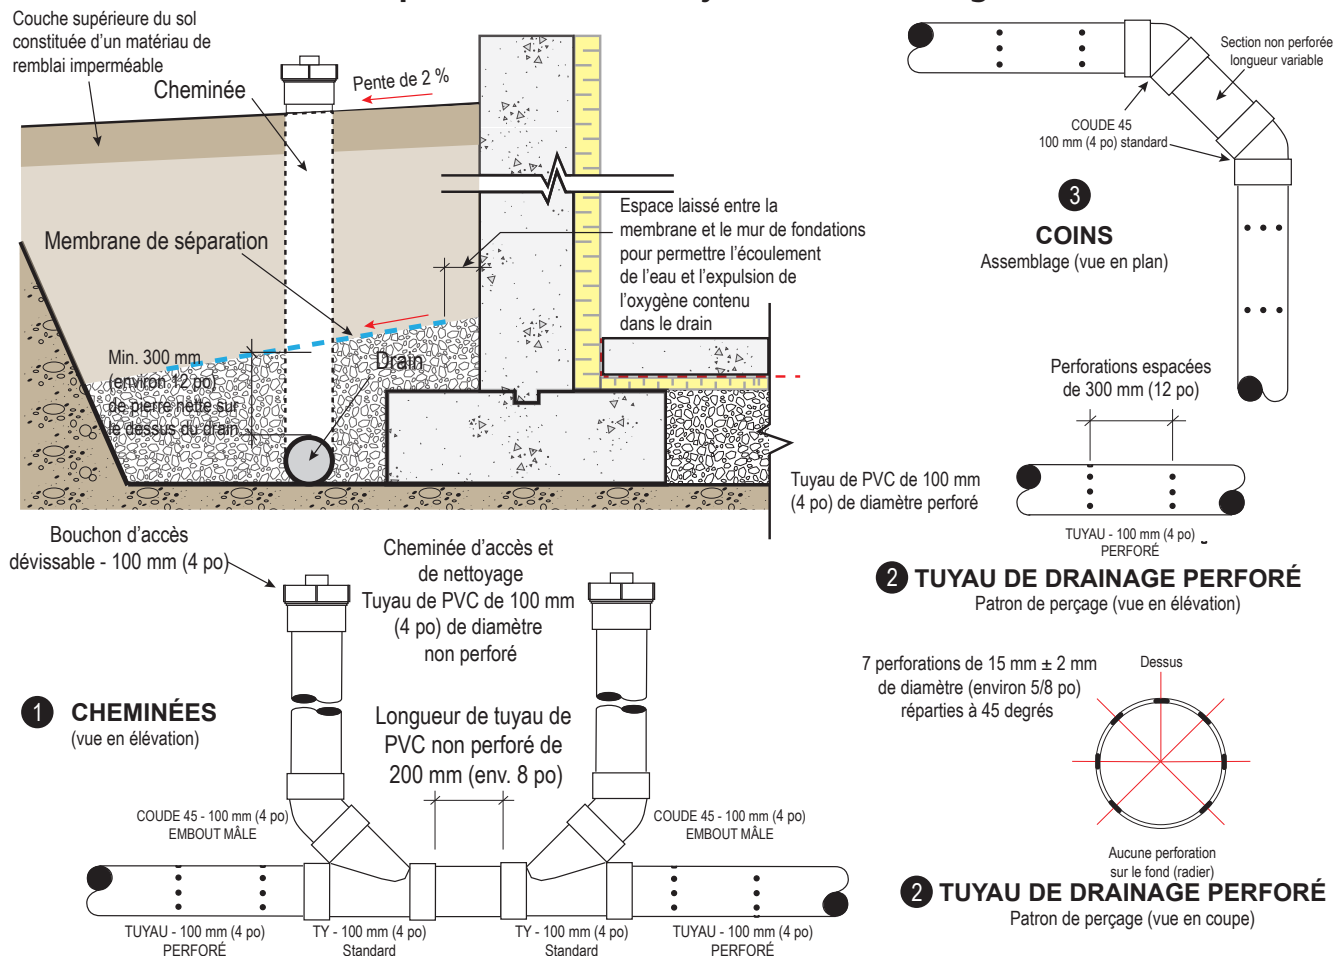 Couche supérieure du sol
constituée d'un matériau de
remblai imperméable
Cheminée
Pente de 2 %
Membrane de séparation
Espace laissé entre la
membrane et le mur de fondations
pour permettre l'écoulement
de l'eau et l'expulsion de
l'oxygène contenu
dans le drain
Min. 300 mm
(environ 12 po)
de pierre nette sur
le dessus du drain
Drain
Section non perforée
longueur variable
COUDE 45
100 mm (4 po) standard
3
COINS
Assemblage (vue en plan)
Perforations espacées
de 300 mm (12 po)
Tuyau de PVC de 100 mm
(4 po) de diamètre perforé
TUYAU - 100 mm (4 po)
PERFORÉ
2 TUYAU DE DRAINAGE PERFORÉ
Patron de perçage (vue en élévation)
Bouchon d'accès
dévissable - 100 mm (4 po)
Cheminée d'accès et
de nettoyage
Tuyau de PVC de 100 mm
(4 po) de diamètre
non perforé
1 CHEMINÉES
(vue en élévation)
Longueur de tuyau de
PVC non perforé de
200 mm (env. 8 po)
COUDE 45 - 100 mm (4 po)
EMBOUT MÂLE
COUDE 45 - 100 mm (4 po)
EMBOUT MÂLE
TUYAU - 100 mm (4 po)
PERFORÉ
TY - 100 mm (4 po)
Standard
TY - 100 mm (4 po)
Standard
TUYAU - 100 mm (4 po)
PERFORÉ
7 perforations de 15 mm ± 2 mm
de diamètre (environ 5/8 po)
réparties à 45 degrés
Dessus
Aucune perforation
sur le fond (radier)
2 TUYAU DE DRAINAGE PERFORÉ
Patron de perçage (vue en coupe)